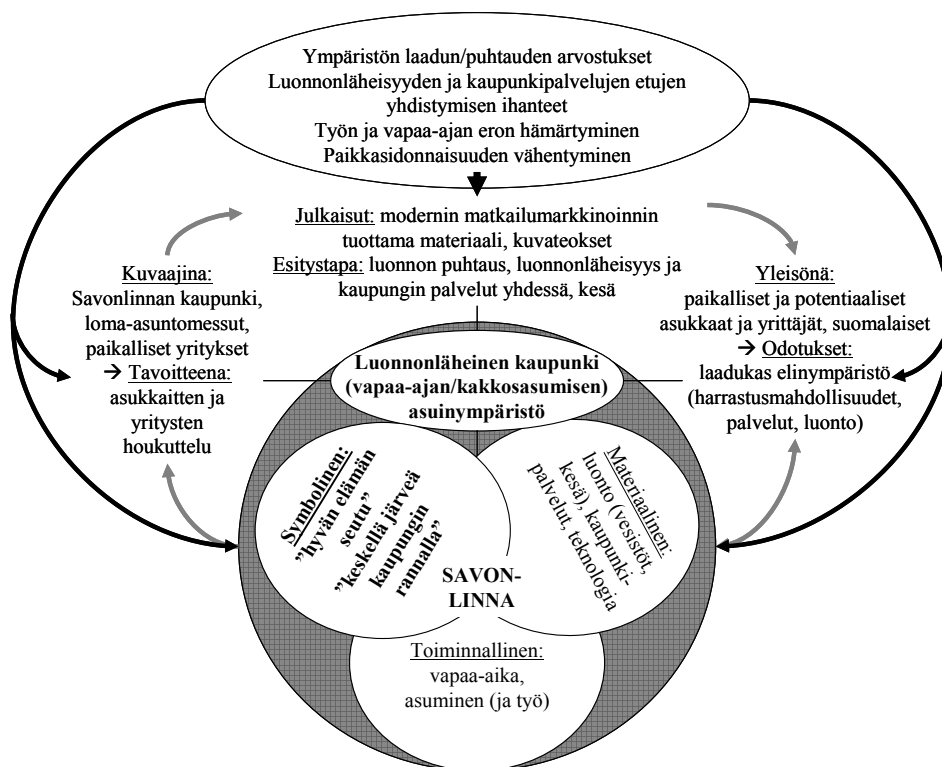 Ympäristön laadun/puhtauden arvostukset
Luonnonläheisyyden ja kaupunkipalvelujen etujen
yhdistymisen ihanteet
Työn ja vapaa-ajan eron hämärtyminen
Paikkasidonnaisuuden vähentyminen
Julkaisut: modernin matkailumarkkinoinnin
tuottama materiaali, kuvateokset
Esitystapa: luonnon puhtaus, luonnonläheisyys ja
kaupungin palvelut yhdessä, kesä
Kuvaajina:
Savonlinnan kaupunki,
loma-asuntomessut,
paikalliset yritykset
→ Tavoitteena:
asukkaitten ja
yritysten
houkuttelu
Yleisönä:
paikalliset ja potentiaaliset
asukkaat ja yrittäjät, suomalaiset
→ Odotukset:
laadukas elinympäristö
(harrastusmahdollisuudet,
palvelut, luonto)
Luonnonläheinen kaupunki
(vapaa-ajan/kakkosasumisen)
asuinympäristö
Symbolinen:
”hyvän elämän
seutu”
”keskellä järveä
kaupungin
rannalla”
Materiaalinen:
luonto (vesistöt,
kesä), kaupunki-
palvelut, teknologia
SAVON-
LINNA
Toiminnallinen:
vapaa-aika,
asuminen (ja työ)